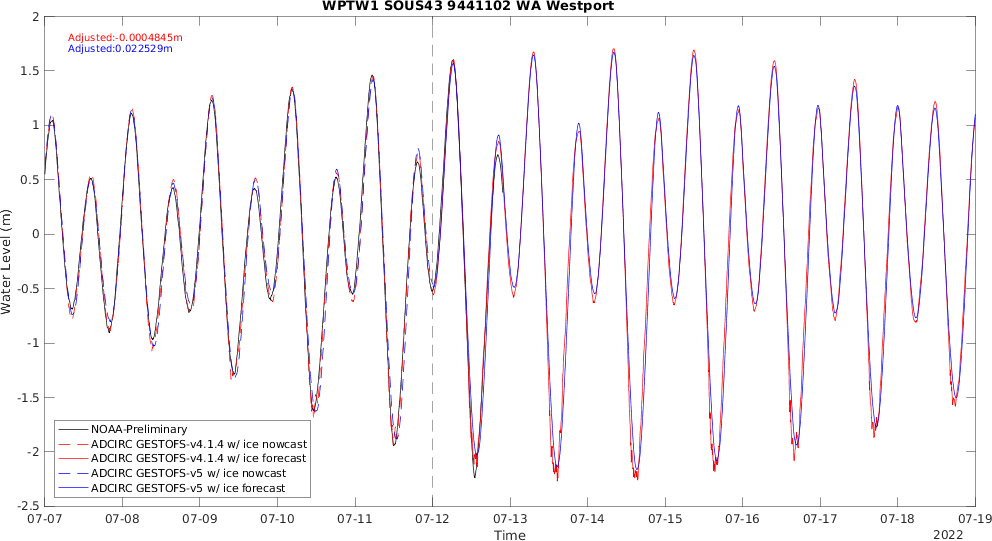 WPTW1 SOUS43 9441102 WA Westport
Adjusted:-0.0004845m
Adjusted:0.022529m
2
1.5
1
0.5
0
-0.5
-1
-1.5
-2
-2.5
Water Level (m)
NOAA-Preliminary
ADCIRC GESTOFS-v4.1.4 w/ ice nowcast
ADCIRC GESTOFS-v4.1.4 w/ ice forecast
ADCIRC GESTOFS-v5 w/ ice nowcast
ADCIRC GESTOFS-v5 w/ ice forecast
07-07 07-08 07-09 07-10 07-11 07-12 07-13 07-14 07-15 07-16 07-17 07-18 07-19
Time
2022